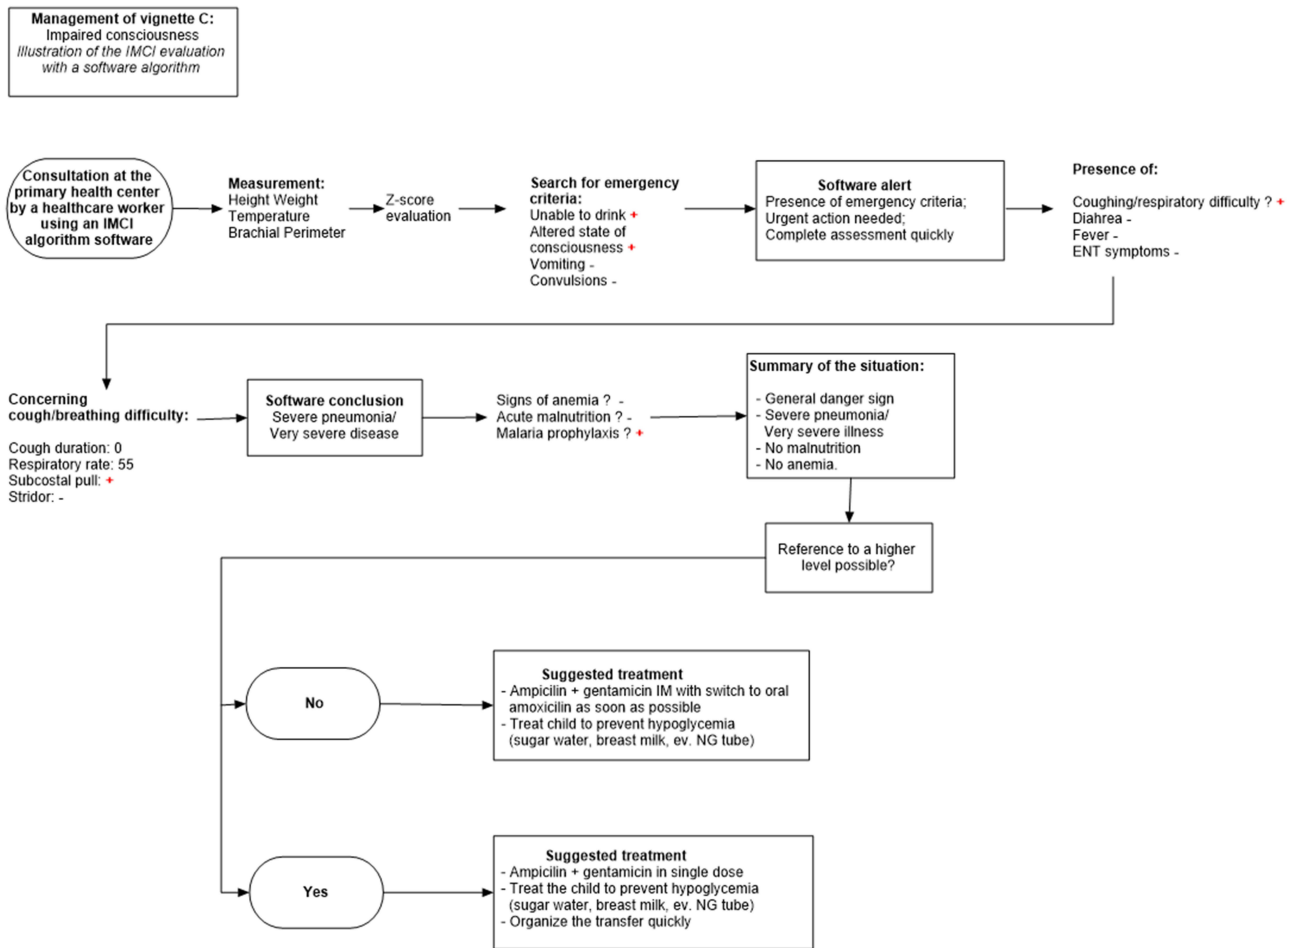 Management of vignette C:
Impaired consciousness
Illustration of the IMCI evaluation
with a software algorithm
Consultation at the
primary health center
by a healthcare worker
using an IMCI
algorithm software
Measurement:
Height Weight
Temperature
Brachial Perimeter
Z-score
evaluation
Search for emergency
criteria:
Unable to drink +
Altered state of
consciousness +
Vomiting -
Convulsions -
Software alert
Presence of emergency criteria;
Urgent action needed;
Complete assessment quickly
Presence of:
Coughing/respiratory difficulty ? +
Diahrea -
Fever -
ENT symptoms -
Concerning
cough/breathing difficulty:
Cough duration: 0
Respiratory rate: 55
Subcostal pull: +
Stridor: -
Software conclusion
Severe pneumonia/
Very severe disease
Signs of anemia ? -
Acute malnutrition ? -
Malaria prophylaxis ? +
Summary of the situation:
- General danger sign
- Severe pneumonia/
Very severe illness
- No malnutrition
- No anemia.
Reference to a higher
level possible?
No
Suggested treatment
- Ampicilin + gentamicin IM with switch to oral
amoxicilin as soon as possible
- Treat child to prevent hypoglycemia
(sugar water, breast milk, ev. NG tube)
Yes
Suggested treatment
- Ampicilin + gentamicin in single dose
- Treat the child to prevent hypoglycemia
(sugar water, breast milk, ev. NG tube)
- Organize the transfer quickly